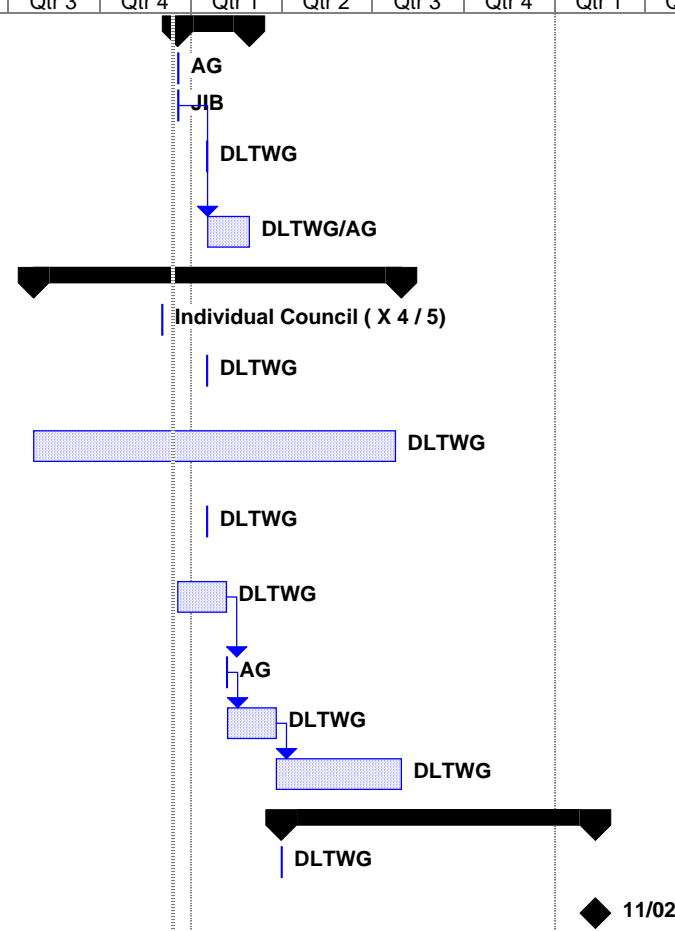 Qtr 3 Qtr 4 Qtr 1 Qtr 2 Qtr 3 Qtr 4 Qtr 1
AG
JIB
DLTWG
DLTWG/AG
Individual Council ( X 4 / 5)
DLTWG
DLTWG
DLTWG
DLTWG
AG
DLTWG
DLTWG
DLTWG
11/02